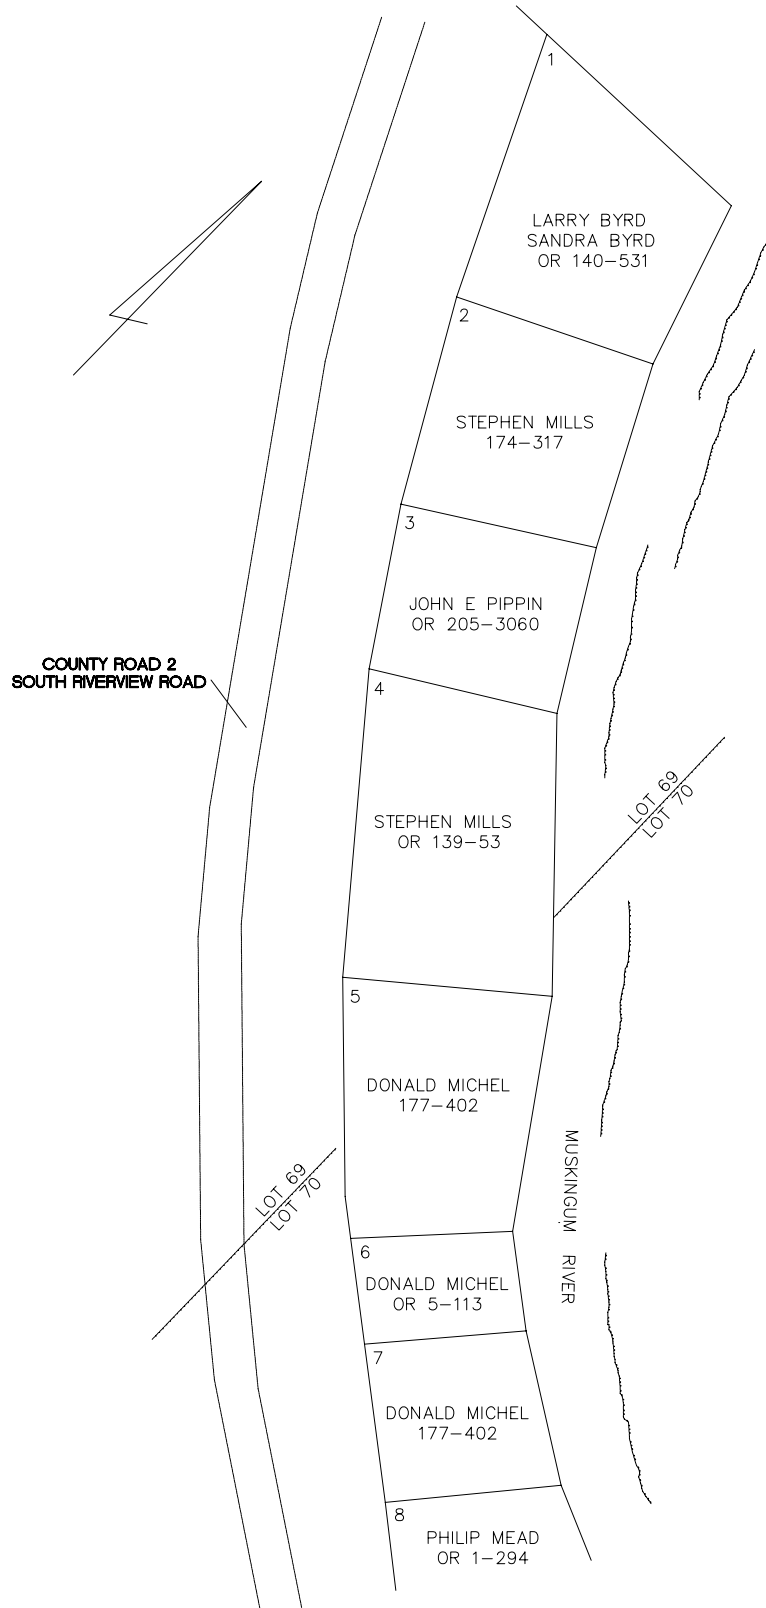 1
LARRY BYRD
SANDRA BYRD
OR 140-531
2
STEPHEN MILLS
174-317
3
JOHN E PIPPIN
OR 205-3060
COUNTY ROAD 2
SOUTH RIVERVIEW ROAD
4
LOT 69
LOT 70
STEPHEN MILLS
OR 139-53
5
DONALD MICHEL
177-402
MUSKINGUM RIVER
LOT 69
LOT 70
6
DONALD MICHEL
OR 5-113
7
DONALD MICHEL
177-402
8
PHILIP MEAD
OR 1-294